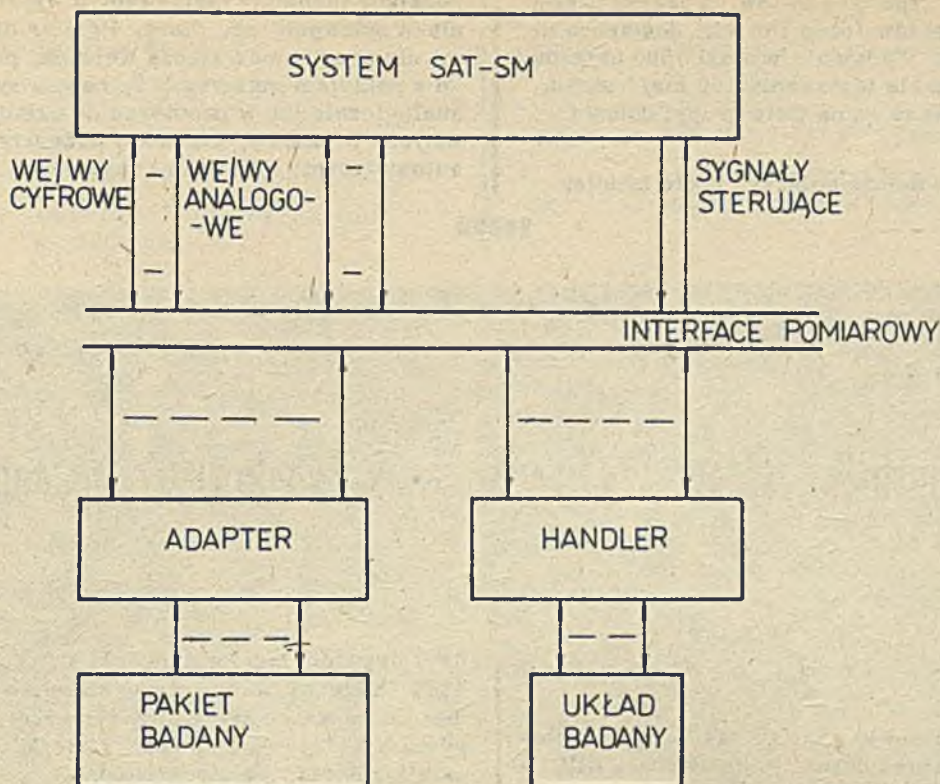 SYSTEM SAT-SM
WE/WY
CYFROWE
WE/WY
ANALOGO-
-WE
SYGNAŁY
STERUJĄCE
INTERFACE POMIAROWY
ADAPTER
HANDLER
PAKIET
BADANY
UKŁAD
BADANY